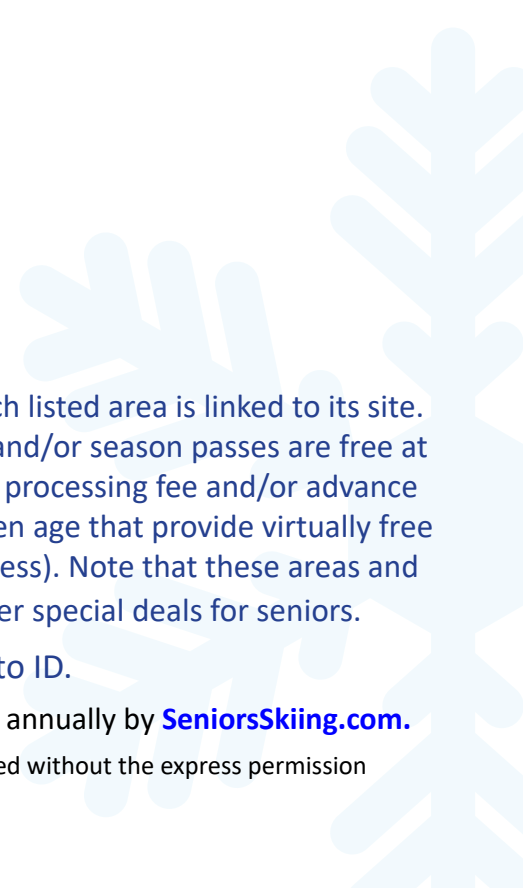 h listed area is linked to its site.
and/or season passes are free at
processing fee and/or advance
en age that provide virtually free
ess). Note that these areas and
er special deals for seniors.
to ID.
annually by SeniorsSkiing.com.
ed without the express permission